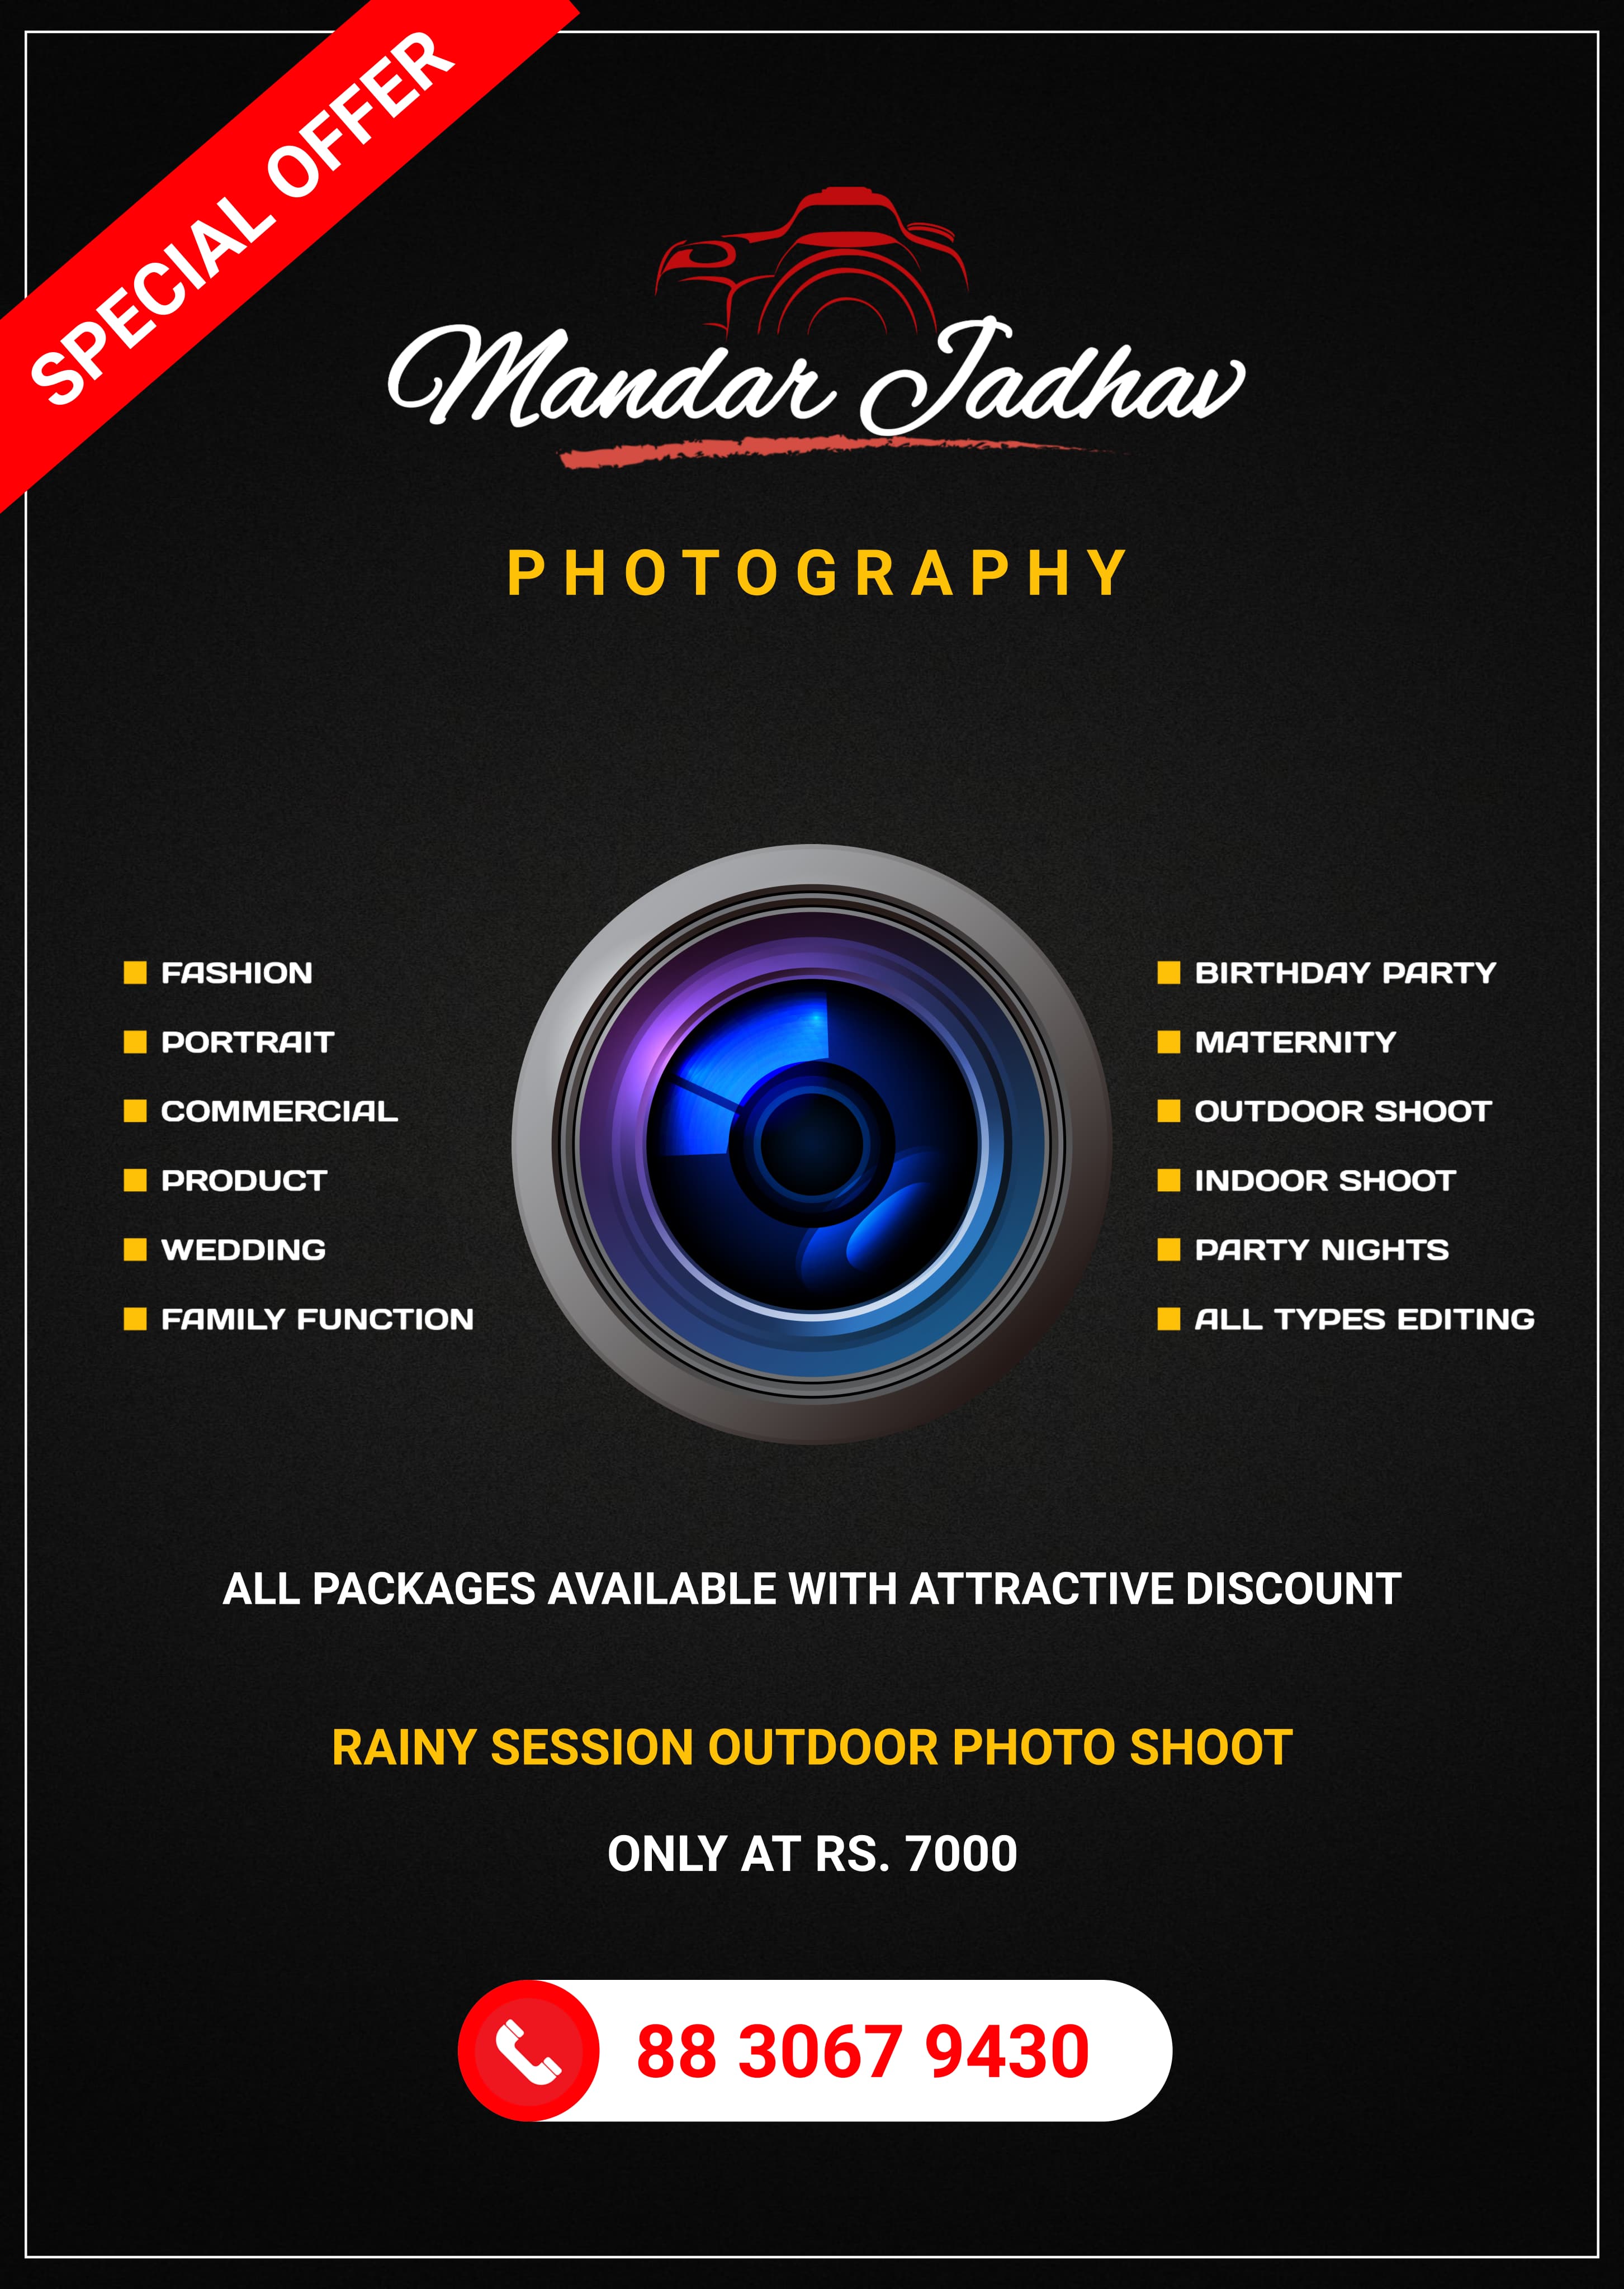 SPECIAL OFFER
Mandar Jadhav
PHOTOGRAPHY
FASHION
PORTRAIT
COMMERCIAL
PRODUCT
WEDDING
FAMILY FUNCTION
BIRTHDAY PARTY
MATERNITY
OUTDOOR SHOOT
INDOOR SHOOT
PARTY NIGHTS
ALL TYPES EDITING
ALL PACKAGES AVAILABLE WITH ATTRACTIVE DISCOUNT
RAINY SESSION OUTDOOR PHOTO SHOOT
ONLY AT RS. 7000
88 3067 9430